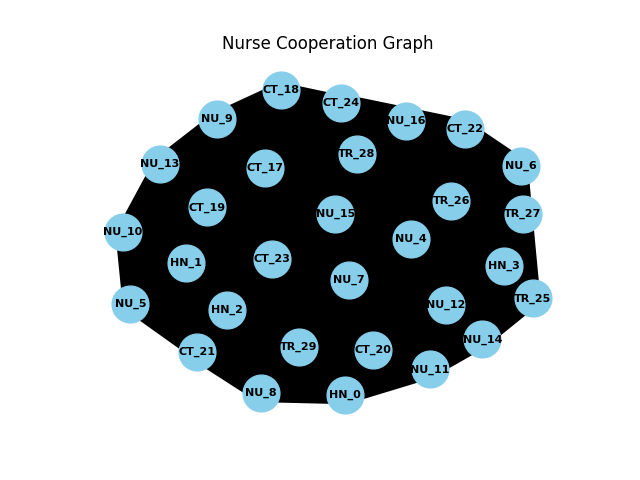 Nurse Cooperation Graph
CT_18
CT_24
NU_9
NU_16
CT_22
TR_28
NU_13
CT_17
NU_6
TR_26
CT_19
NU_15
TR_27
NU_10
NU_4
CT_23
HN_1
HN_3
NU_7
TR_25
NU_5
NU_12
HN_2
NU_14
TR_29
CT_20
CT_21
NU_11
NU_8
HN_0